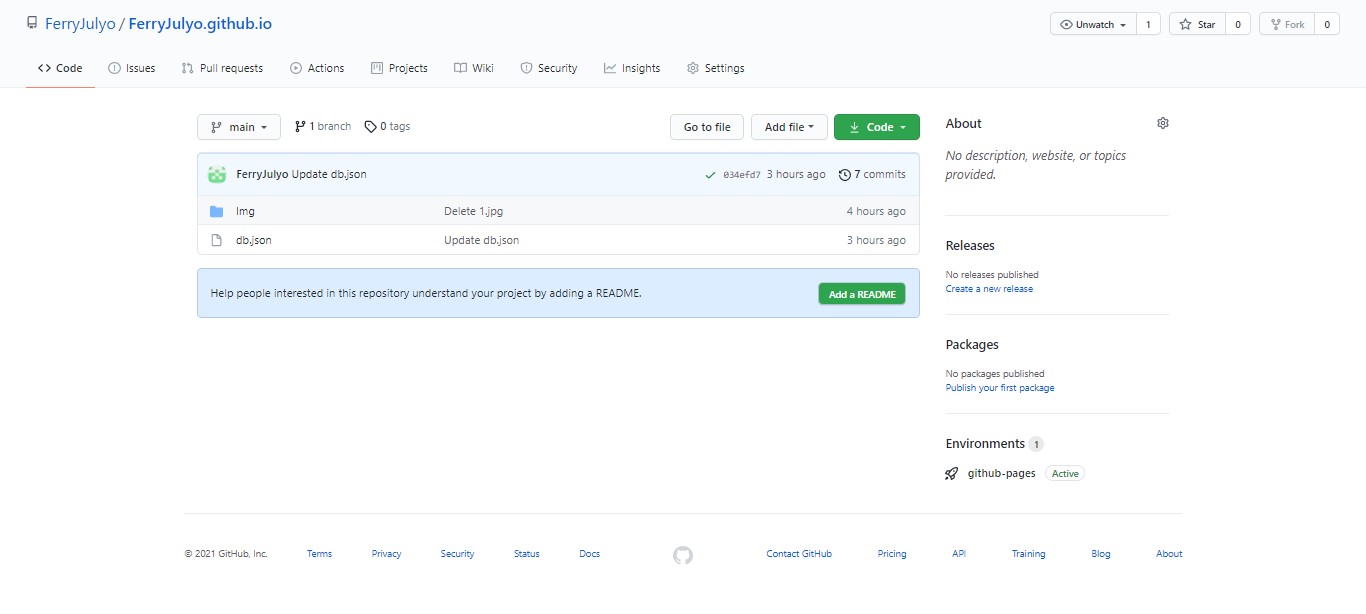 FerryJulyo / FerryJulyo.github.io
Unwatch 1 Star 0 Fork 0
Code Issues Pull requests Actions Projects Wiki Security Insights Settings
main 1 branch 0 tags Go to file Add file Code
FerryJulyo Update db.json 034efd7 3 hours ago 7 commits
Img Delete 1.jpg 4 hours ago
db.json Update db.json 3 hours ago
Help people interested in this repository understand your project by adding a README. Add a README
About
No description, website, or topics
provided.
Releases
No releases published
Create a new release
Packages
No packages published
Publish your first package
Environments 1
github-pages Active
© 2021 GitHub, Inc. Terms Privacy Security Status Docs Contact GitHub Pricing API Training Blog About